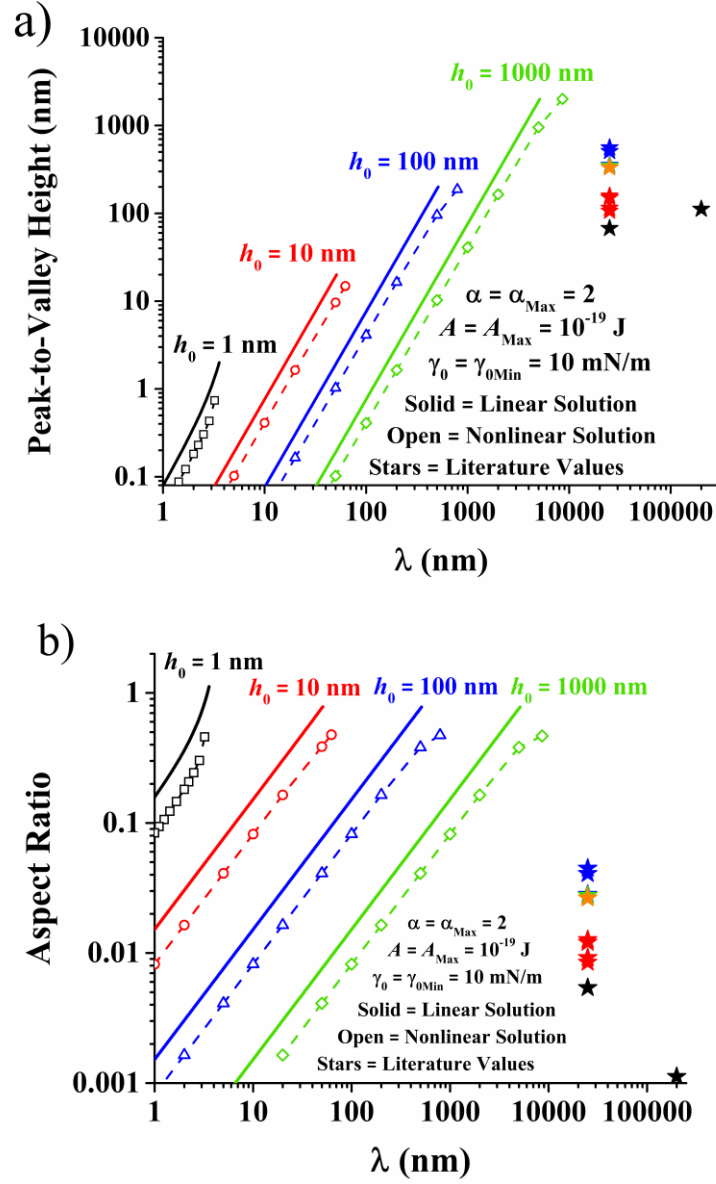 a)
10000
1000
100
10
1
0.1
Peak-to-Valley Height (nm)
h₀ = 1000 nm
h₀ = 100 nm
h₀ = 10 nm
h₀ = 1 nm
α = α_Max = 2
A = A_Max = 10⁻¹⁹ J
γ₀ = γ₀Min = 10 mN/m
Solid = Linear Solution
Open = Nonlinear Solution
Stars = Literature Values
1 10 100 1000 10000 100000
λ (nm)
b)
h₀ = 1 nm
h₀ = 10 nm h₀ = 100 nm h₀ = 1000 nm
1
0.1
0.01
0.001
Aspect Ratio
α = α_Max = 2
A = A_Max = 10⁻¹⁹ J
γ₀ = γ₀Min = 10 mN/m
Solid = Linear Solution
Open = Nonlinear Solution
Stars = Literature Values
1 10 100 1000 10000 100000
λ (nm)